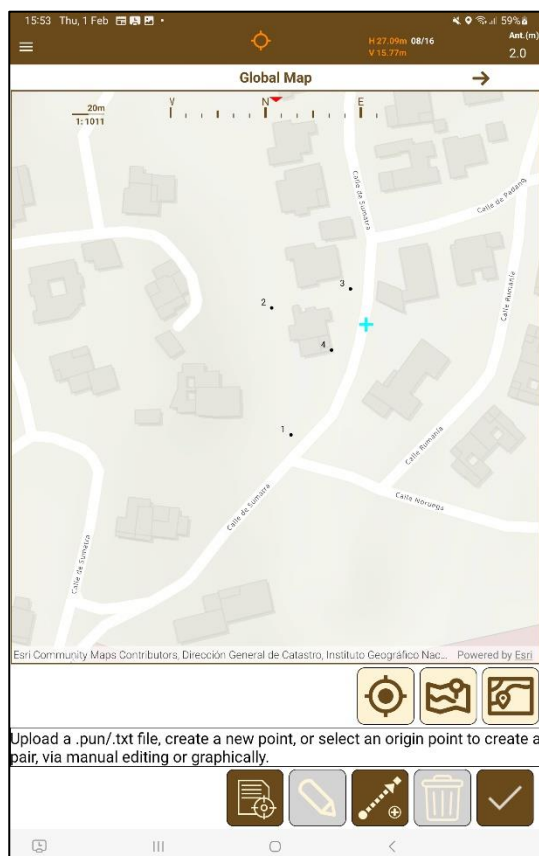 15:53 Thu, 1 Feb
59%
H 27.09m 08/16
V 15.77m
Ant.(m)
2.0
Global Map
20m
1: 1011
V
N
E
Calle de Sumatra
Calle de Padang
Calle Rumanía
3
2
4
1
Calle Rumanía
Calle Noruega
Calle de Sumatra
Calle de Sumatra
Esri Community Maps Contributors, Dirección General de Catastro, Instituto Geográfico Nac... Powered by Esri
Upload a .pun/.txt file, create a new point, or select an origin point to create a
pair, via manual editing or graphically.